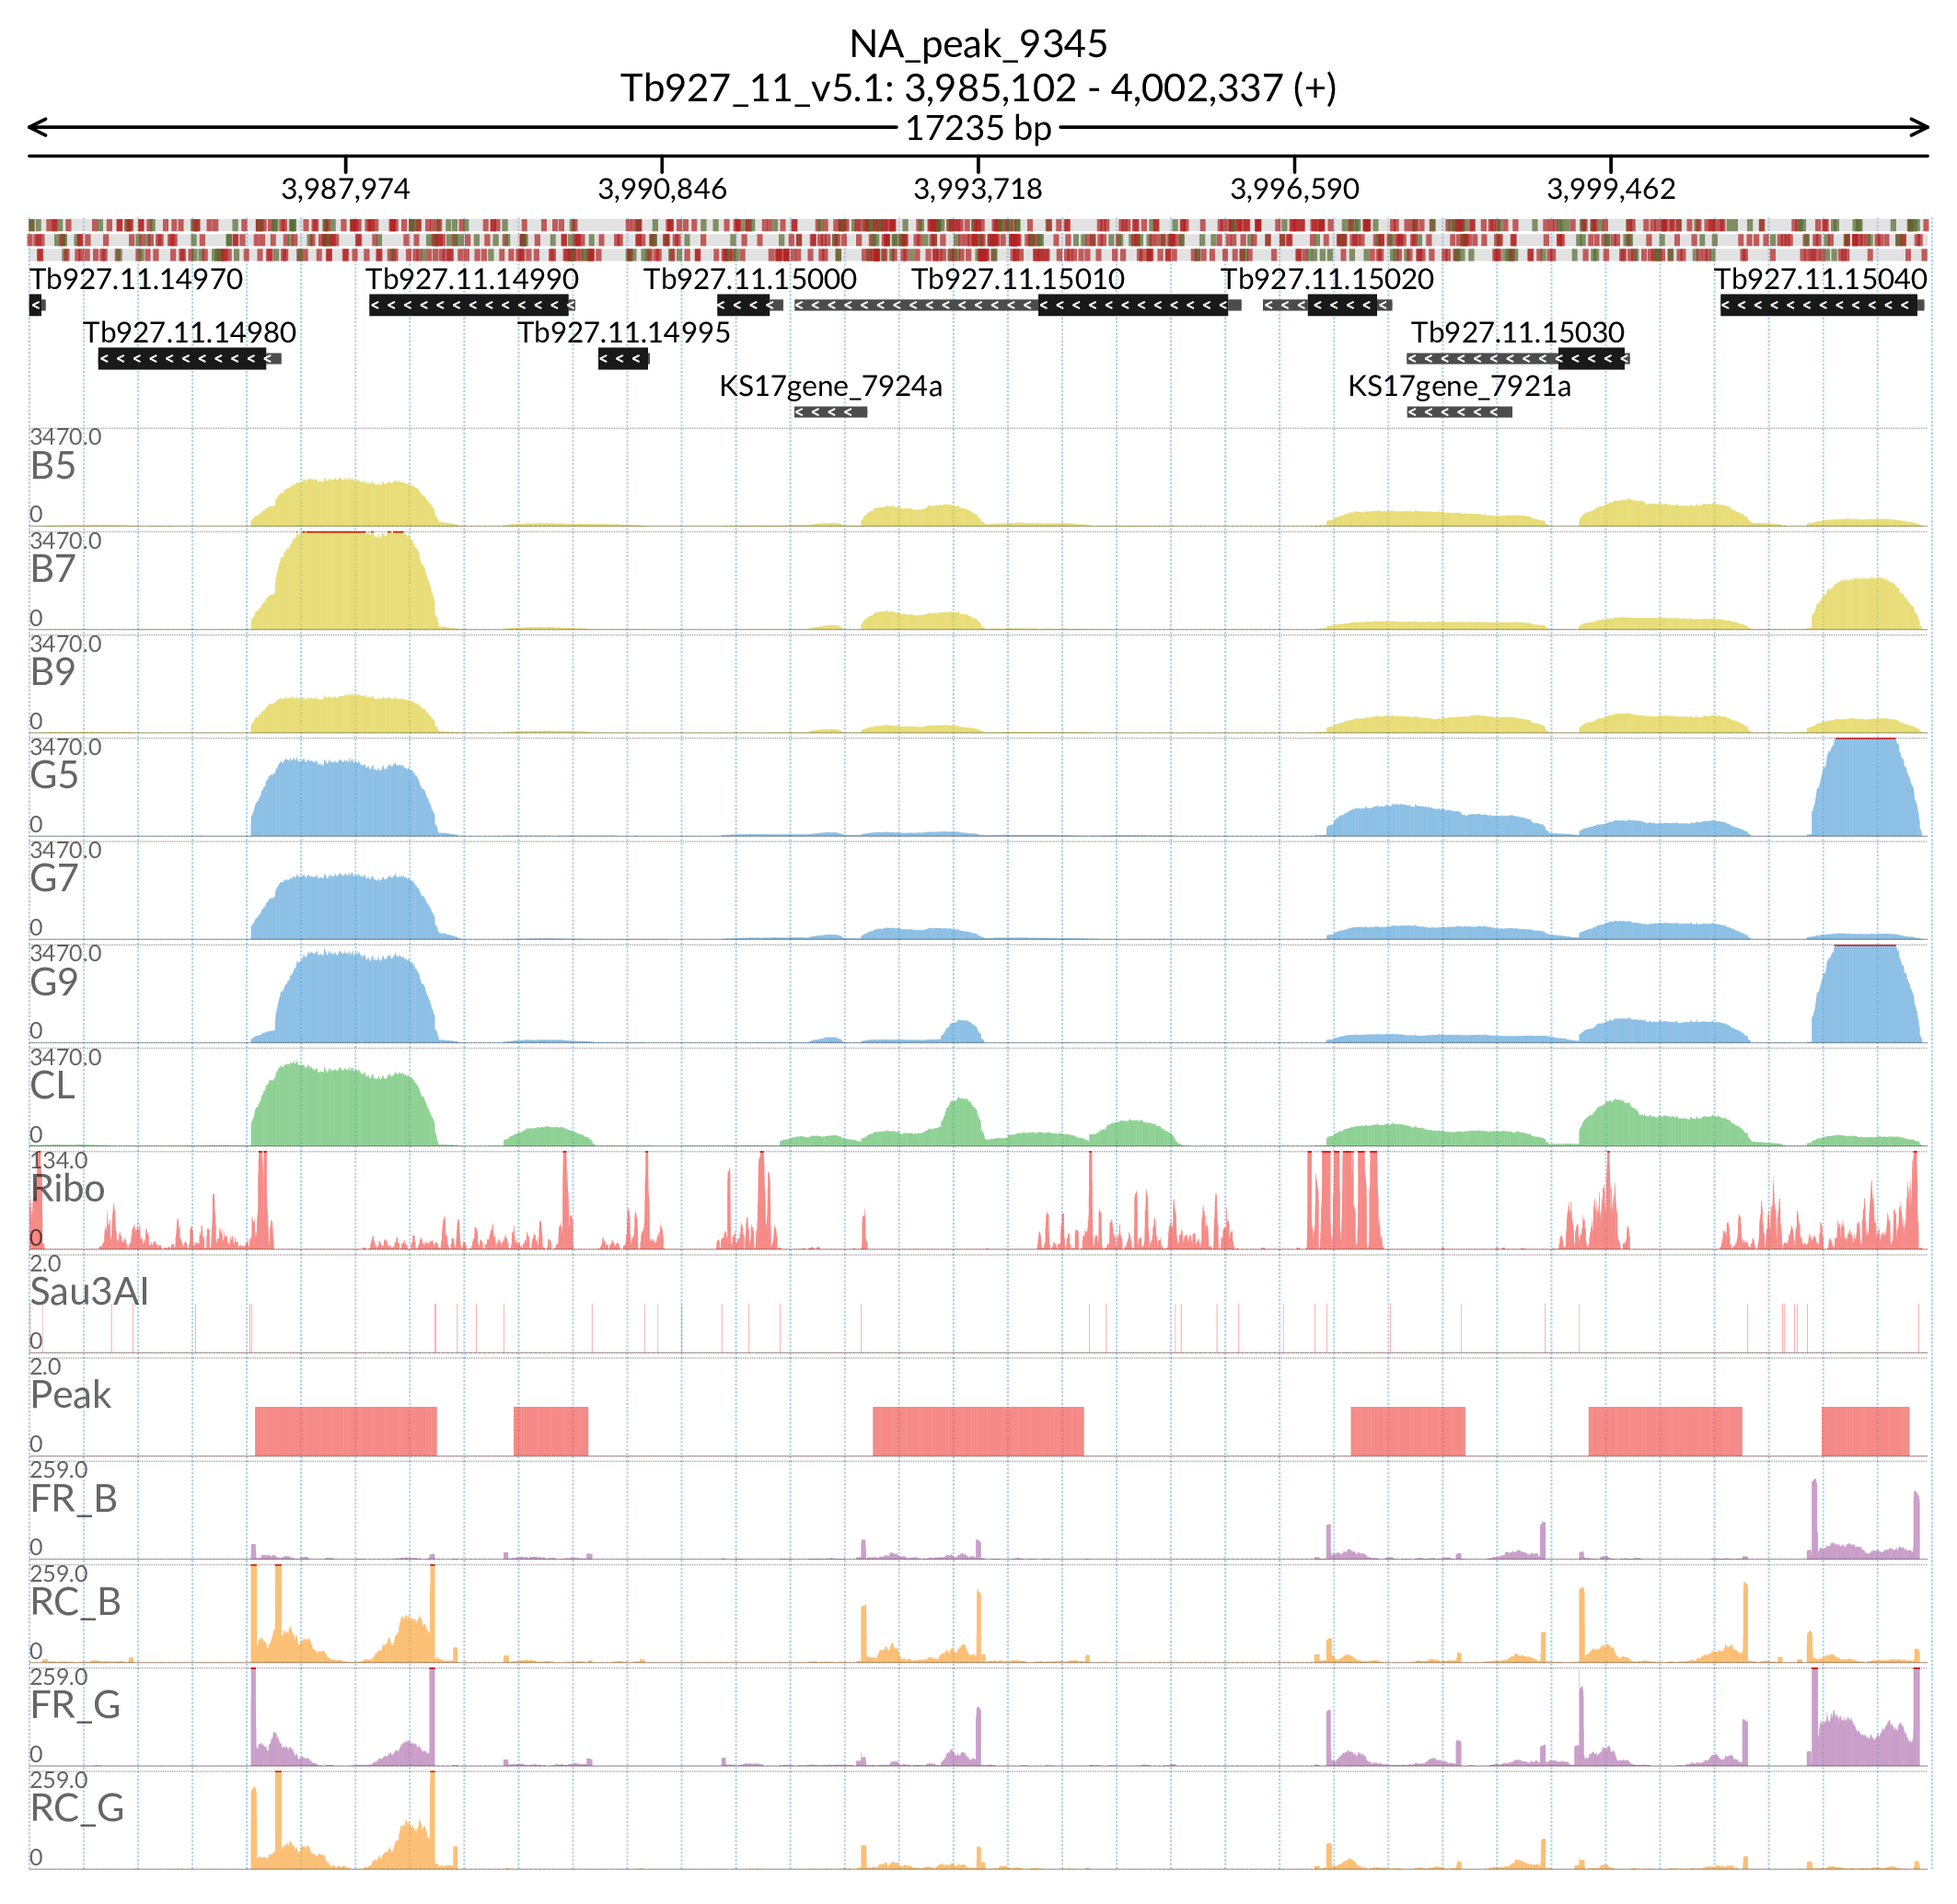 NA_peak_9345
Tb927_11_v5.1: 3,985,102 - 4,002,337 (+)
17235 bp
3,987,974 3,990,846 3,993,718 3,996,590 3,999,462
Tb927.11.14970 Tb927.11.14990 Tb927.11.15000 Tb927.11.15010 Tb927.11.15020 Tb927.11.15040
Tb927.11.14980 Tb927.11.14995 Tb927.11.15030
KS17gene_7924a KS17gene_7921a
3470.0
B5
0
3470.0
B7
0
3470.0
B9
0
3470.0
G5
0
3470.0
G7
0
3470.0
G9
0
3470.0
CL
0
134.0
Ribo
0
2.0
Sau3AI
0
2.0
Peak
0
259.0
FR_B
0
259.0
RC_B
0
259.0
FR_G
0
259.0
RC_G
0